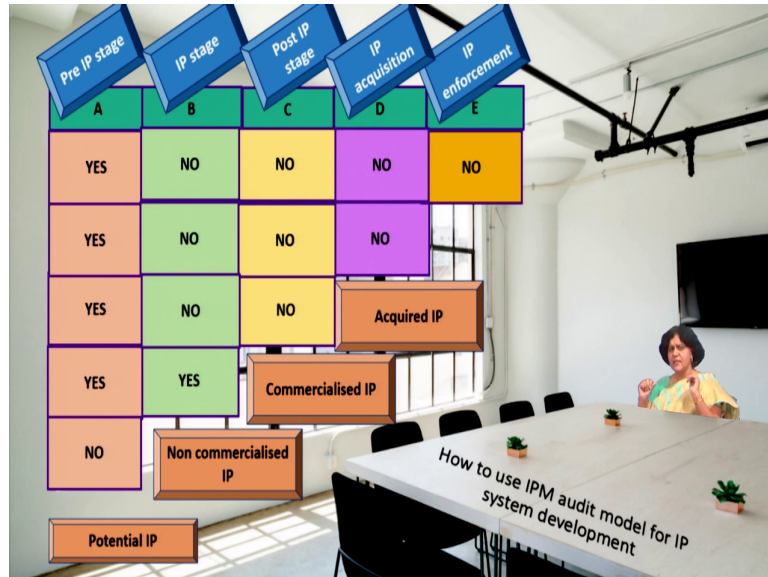 Pre IP stage
IP stage
Post IP
stage
IP
acquisition
IP
enforcement
A B C D E
YES NO NO NO NO
YES NO NO NO
YES NO NO
Acquired IP
YES YES
Commercialised IP
NO
Non commercialised
IP
Potential IP
How to use IPM audit model for IP
system development